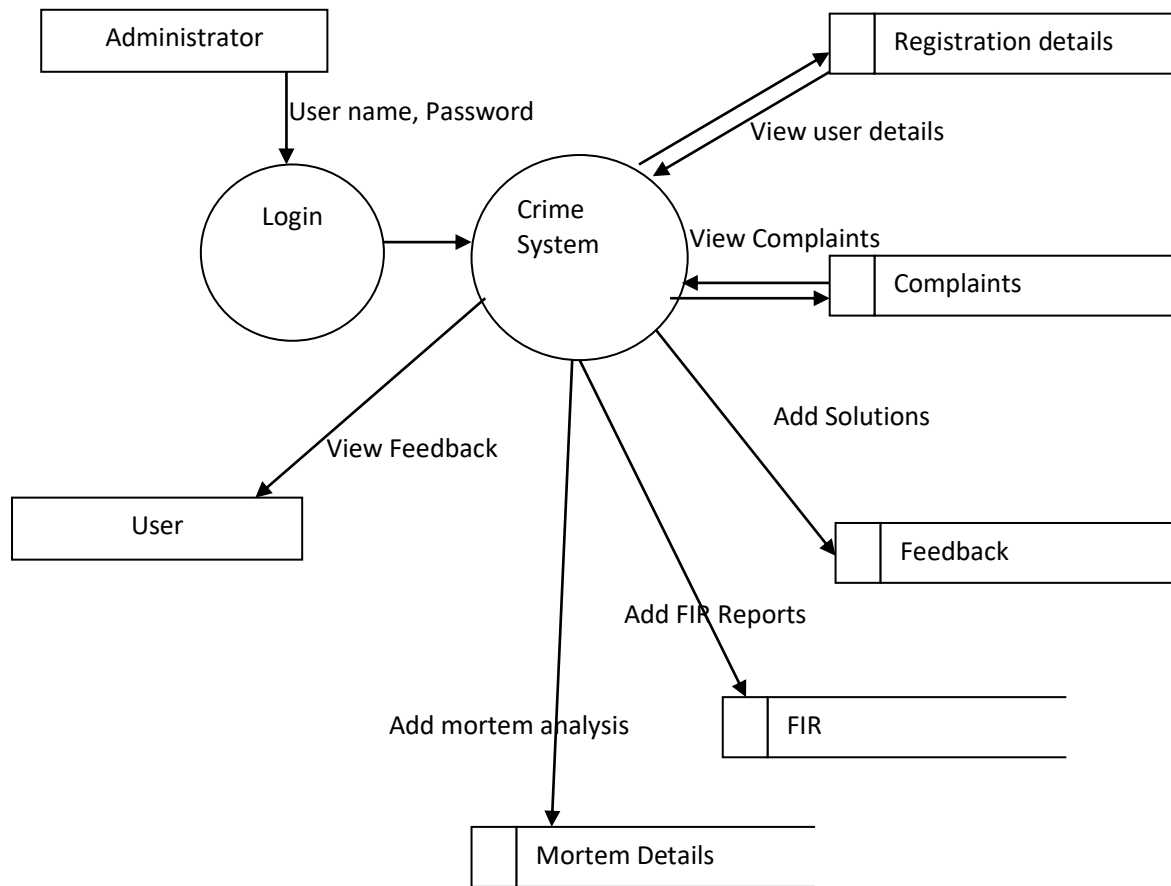 Administrator
Registration details
User name, Password
View user details
Login
Crime
System
View Complaints
Complaints
Add Solutions
View Feedback
User
Feedback
Add FIR Reports
Add mortem analysis
FIR
Mortem Details